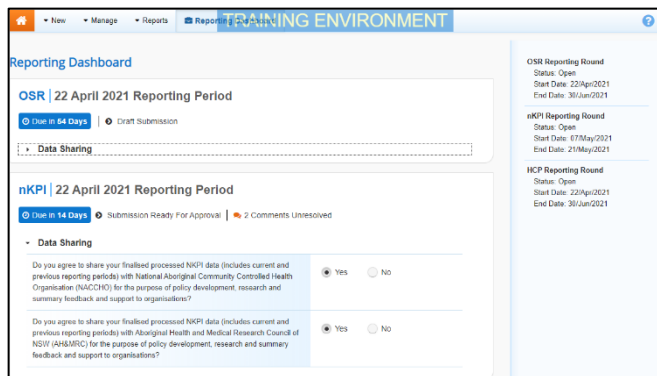 New Manage Reports Reporting Dashboard
TRAINING ENVIRONMENT
Reporting Dashboard
OSR | 22 April 2021 Reporting Period
Due in 54 Days | Draft Submission
Data Sharing
nKPI | 22 April 2021 Reporting Period
Due in 14 Days Submission Ready For Approval | 2 Comments Unresolved
Data Sharing
Do you agree to share your finalised processed NKPI data (includes current and
previous reporting periods) with National Aboriginal Community Controlled Health
Organisation (NACCHO) for the purpose of policy development, research and
summary feedback and support to organisations?
Yes No
Do you agree to share your finalised processed NKPI data (includes current and
previous reporting periods) with Aboriginal Health and Medical Research Council of
NSW (AH&MRC) for the purpose of policy development, research and summary
feedback and support to organisations?
Yes No
OSR Reporting Round
Status: Open
Start Date: 22/Apr/2021
End Date: 30/Jun/2021
nKPI Reporting Round
Status: Open
Start Date: 07/May/2021
End Date: 21/May/2021
HCP Reporting Round
Status: Open
Start Date: 22/Apr/2021
End Date: 30/Jun/2021